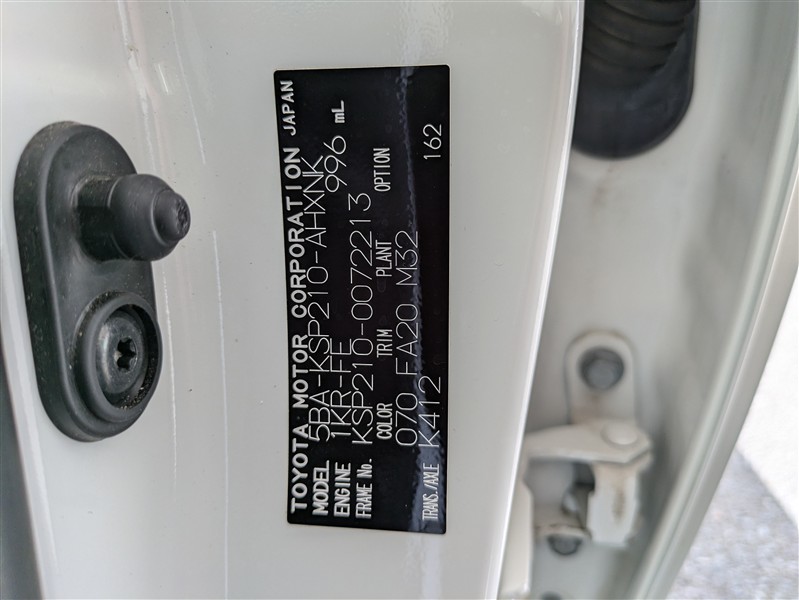 TOYOTA MOTOR CORPORATION JAPAN
MODEL 5BA-KSP210-AHXNK
ENGINE 1KR-FE 996 mL
FRAME No. KSP210-0072213
COLOR TRIM PLANT OPTION
070 FA20 M32
TRANS./AXLE K412 162